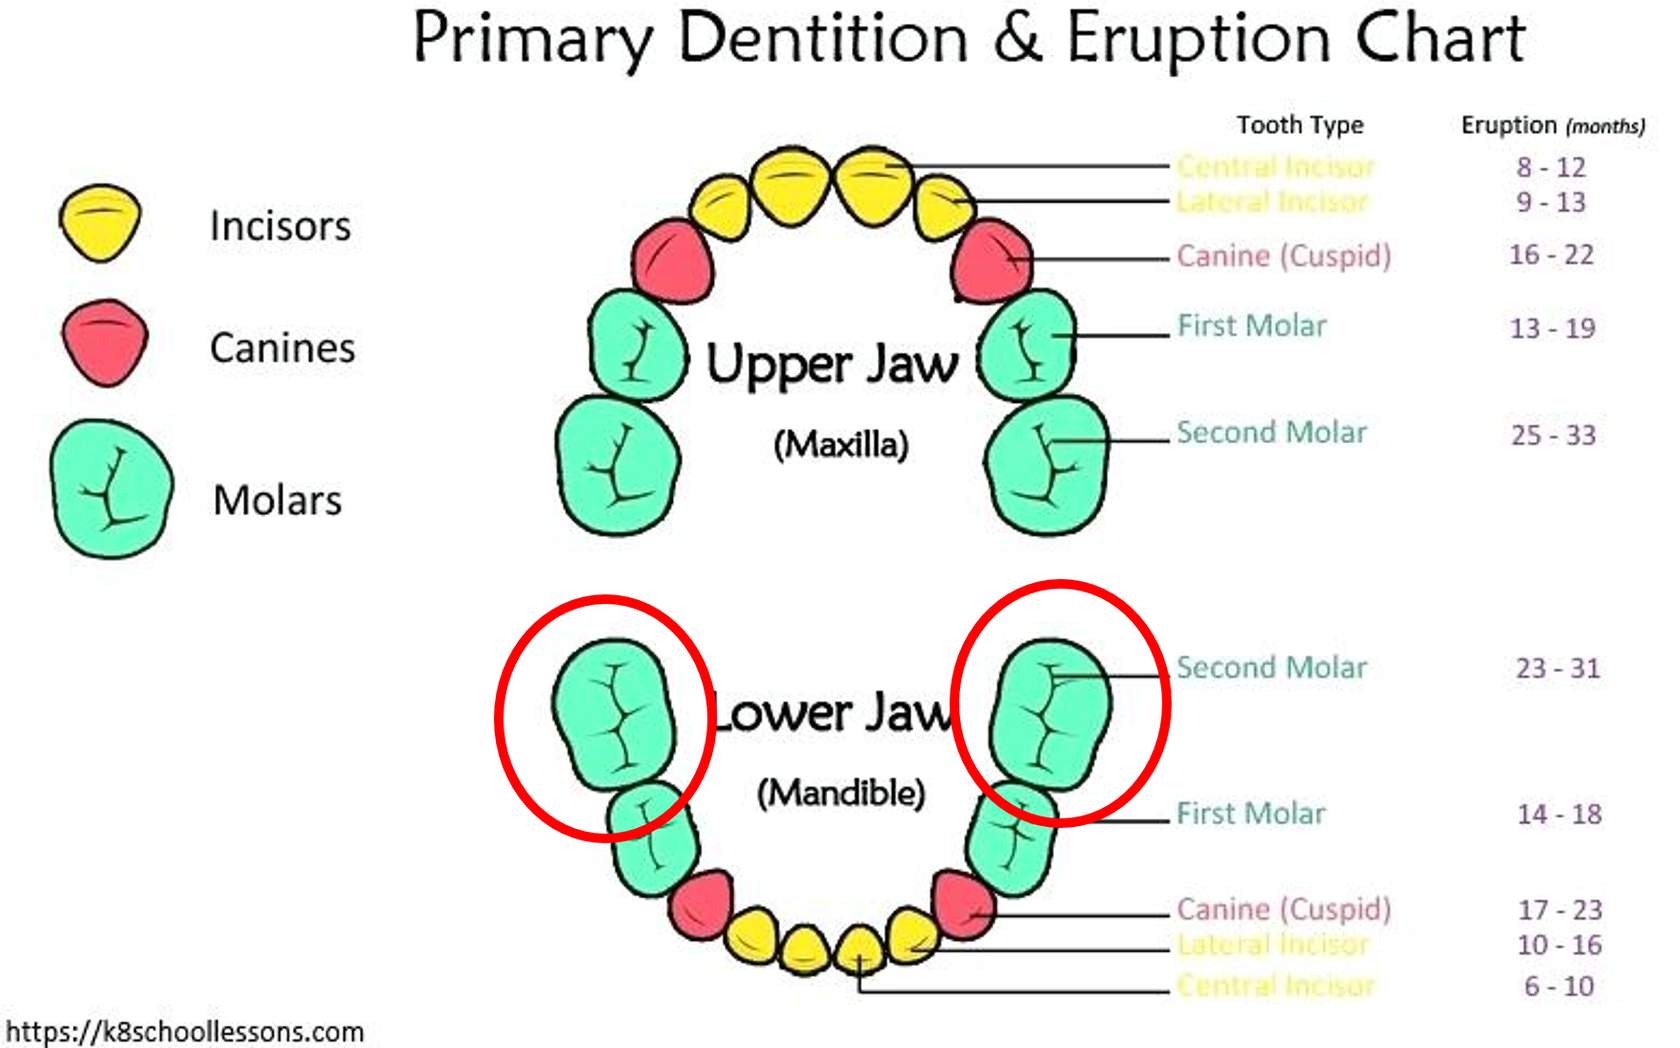 Primary Dentition & Eruption Chart
Tooth Type Eruption (months)
Incisors
Canines
Molars
Central Incisor 8 - 12
Lateral Incisor 9 - 13
Canine (Cuspid) 16 - 22
First Molar 13 - 19
Second Molar 25 - 33
Upper Jaw
(Maxilla)
Second Molar 23 - 31
Lower Jaw
(Mandible)
First Molar 14 - 18
Canine (Cuspid) 17 - 23
Lateral Incisor 10 - 16
Central Incisor 6 - 10
https://k8schoollessons.com